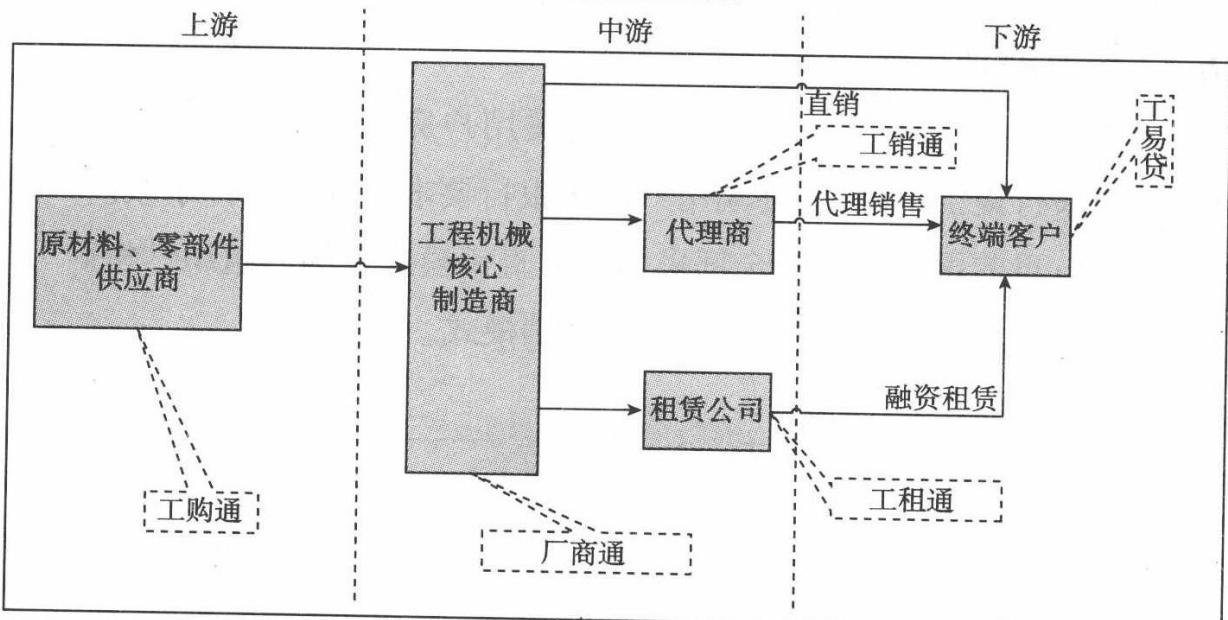 上游
中游
下游
直销
工销通
工易贷
原材料、零部件
供应商
工程机械
核心
制造商
代理商
代理销售
终端客户
租赁公司
融资租赁
工购通
厂商通
工租通